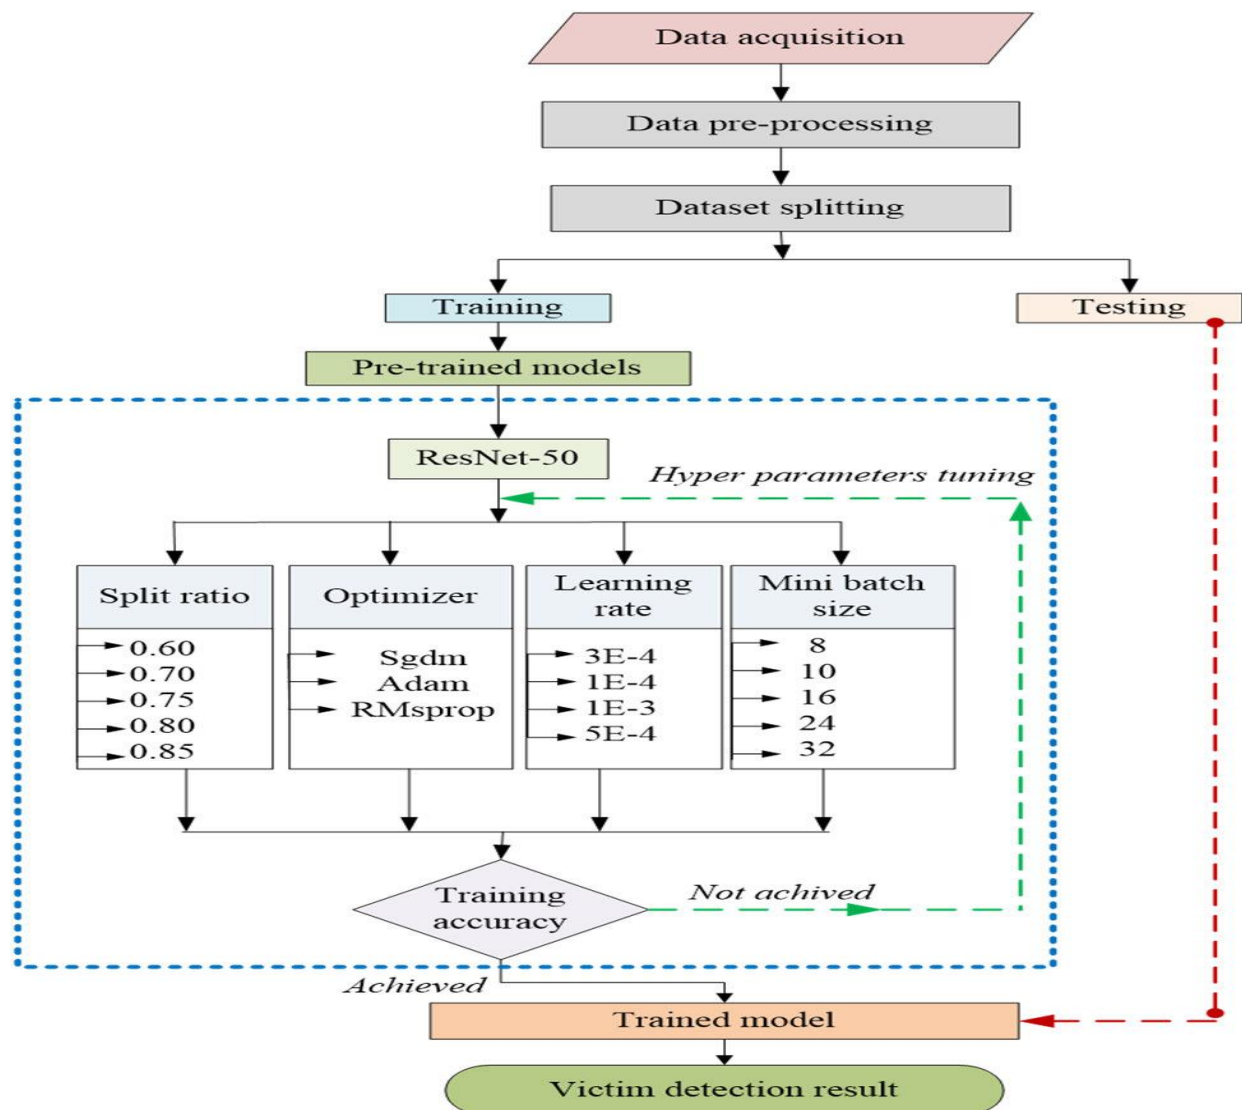 Data acquisition
Data pre-processing
Dataset splitting
Training
Testing
Pre-trained models
ResNet-50
Hyper parameters tuning
Split ratio
0.60
0.70
0.75
0.80
0.85
Optimizer
Sgdm
Adam
RMsprop
Learning
rate
3E-4
1E-4
1E-3
5E-4
Mini batch
size
8
10
16
24
32
Training
accuracy
Not achived
Achieved
Trained model
Victim detection result